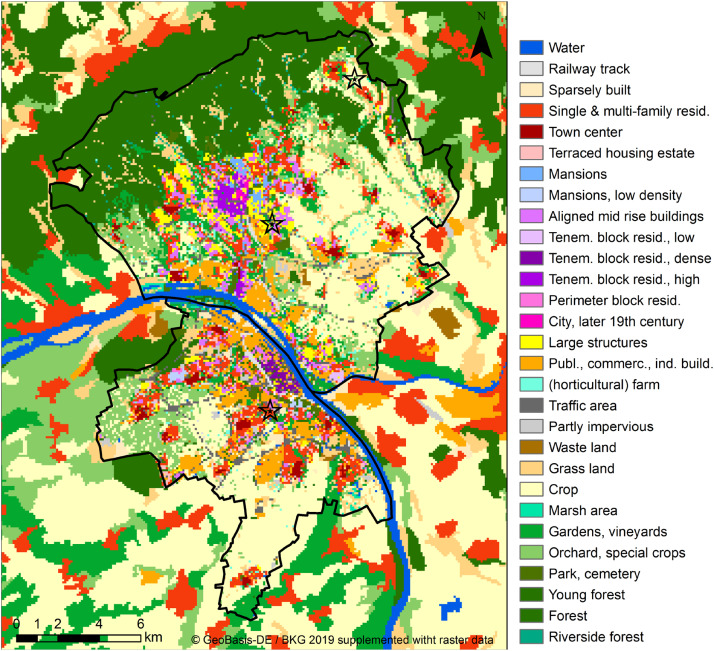 N
Water
Railway track
Sparsely built
Single & multi-family resid.
Town center
Terraced housing estate
Mansions
Mansions, low density
Aligned mid rise buildings
Tenem. block resid., low
Tenem. block resid., dense
Tenem. block resid., high
Perimeter block resid.
City, later 19th century
Large structures
Publ., commerc., ind. build.
(horticultural) farm
Traffic area
Partly impervious
Waste land
Grass land
Crop
Marsh area
Gardens, vineyards
Orchard, special crops
Park, cemetery
Young forest
Forest
Riverside forest
0 1 2 4 6
km
© GeoBasis-DE / BKG 2019 supplemented witht raster data